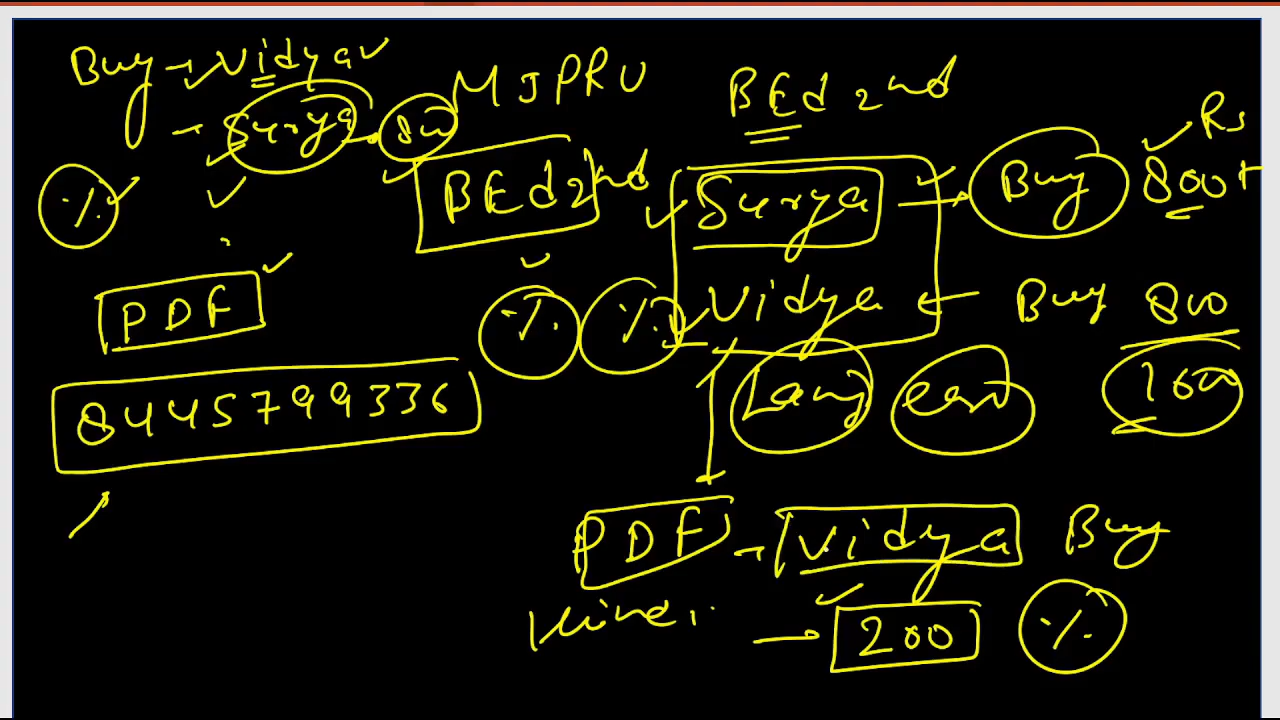 Buy → Vidya
→ Surya
MJPRU
BEd 2nd
%
PDF
8445799336
BEd 2nd
Surya → Buy
Rs
800+
Vidya ← Buy 800
% %
Lang
1600
PDF → Vidya Buy
Hindi
→ 200 %